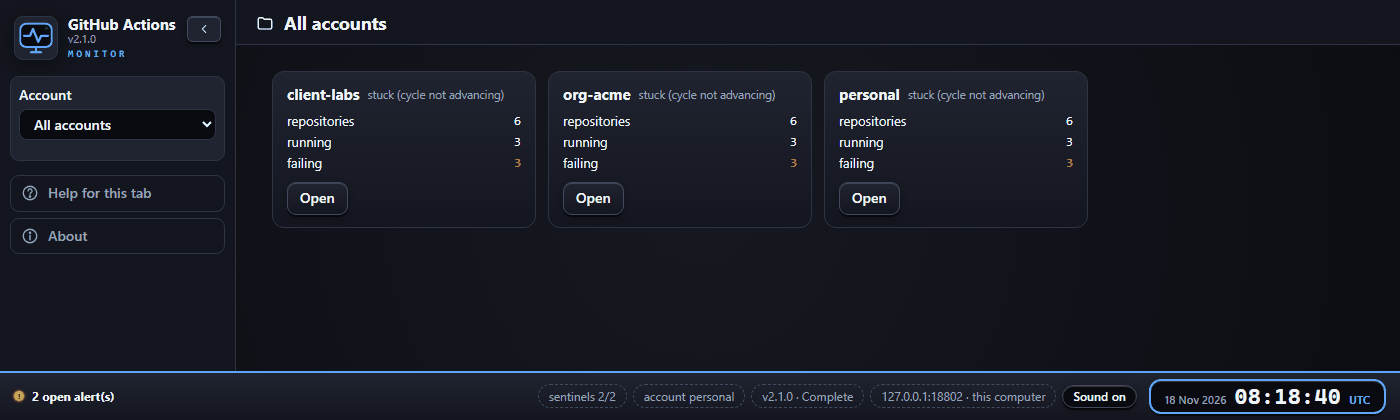 GitHub Actions
v2.1.0
MONITOR
All accounts
Account
All accounts
Help for this tab
About
client-labs stuck (cycle not advancing)
repositories 6
running 3
failing 3
Open
org-acme stuck (cycle not advancing)
repositories 6
running 3
failing 3
Open
personal stuck (cycle not advancing)
repositories 6
running 3
failing 3
Open
2 open alert(s)
sentinels 2/2
account personal
v2.1.0 · Complete
127.0.0.1:18802 · this computer
Sound on
18 Nov 2026 08:18:40 UTC